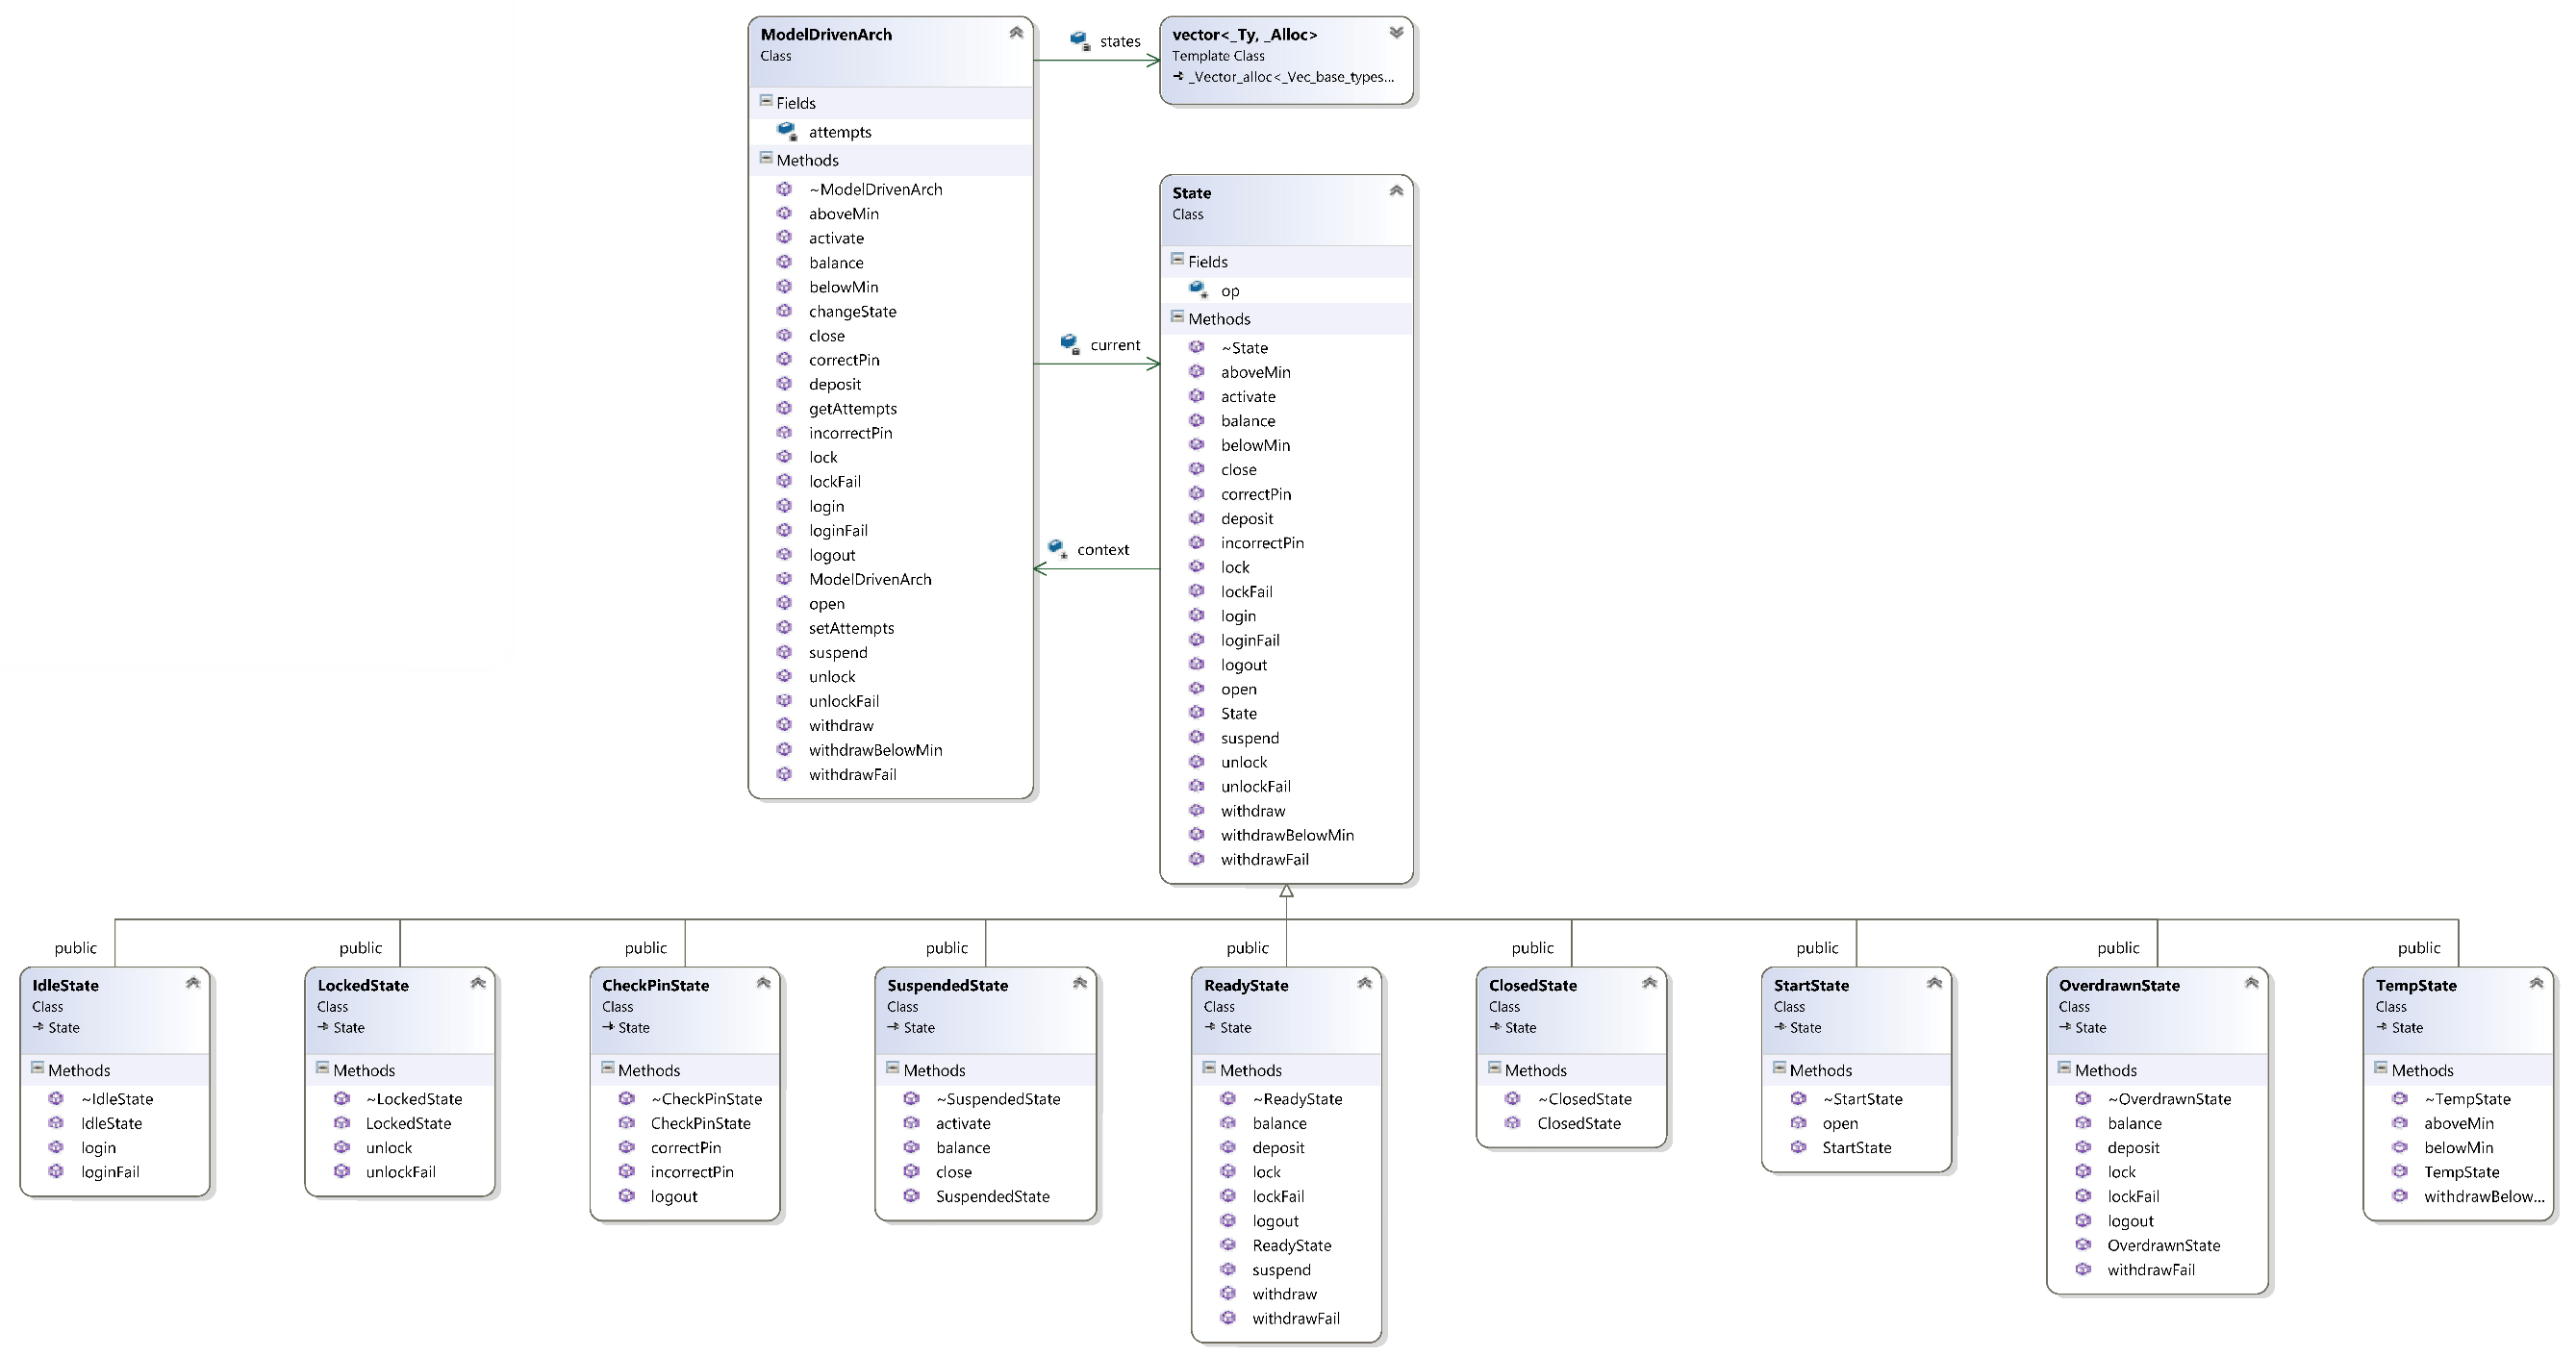 ModelDrivenArch
Class
Fields
attempts
Methods
~ModelDrivenArch
aboveMin
activate
balance
belowMin
changeState
close
correctPin
deposit
getAttempts
incorrectPin
lock
lockFail
login
loginFail
logout
ModelDrivenArch
open
setAttempts
suspend
unlock
unlockFail
withdraw
withdrawBelowMin
withdrawFail
states
current
context
vector<_Ty, _Alloc>
Template Class
_Vector_alloc<_Vec_base_types...
State
Class
Fields
op
Methods
~State
aboveMin
activate
balance
belowMin
close
correctPin
deposit
incorrectPin
lock
lockFail
login
loginFail
logout
open
State
suspend
unlock
unlockFail
withdraw
withdrawBelowMin
withdrawFail
public
IdleState
Class
State
Methods
~IdleState
IdleState
login
loginFail
public
LockedState
Class
State
Methods
~LockedState
LockedState
unlock
unlockFail
public
CheckPinState
Class
State
Methods
~CheckPinState
CheckPinState
correctPin
incorrectPin
logout
public
SuspendedState
Class
State
Methods
~SuspendedState
activate
balance
close
SuspendedState
public
ReadyState
Class
State
Methods
~ReadyState
balance
deposit
lock
lockFail
logout
ReadyState
suspend
withdraw
withdrawFail
public
ClosedState
Class
State
Methods
~ClosedState
ClosedState
public
StartState
Class
State
Methods
~StartState
open
StartState
public
OverdrawnState
Class
State
Methods
~OverdrawnState
balance
deposit
lock
lockFail
logout
OverdrawnState
withdrawFail
public
TempState
Class
State
Methods
~TempState
aboveMin
belowMin
TempState
withdrawBelow...